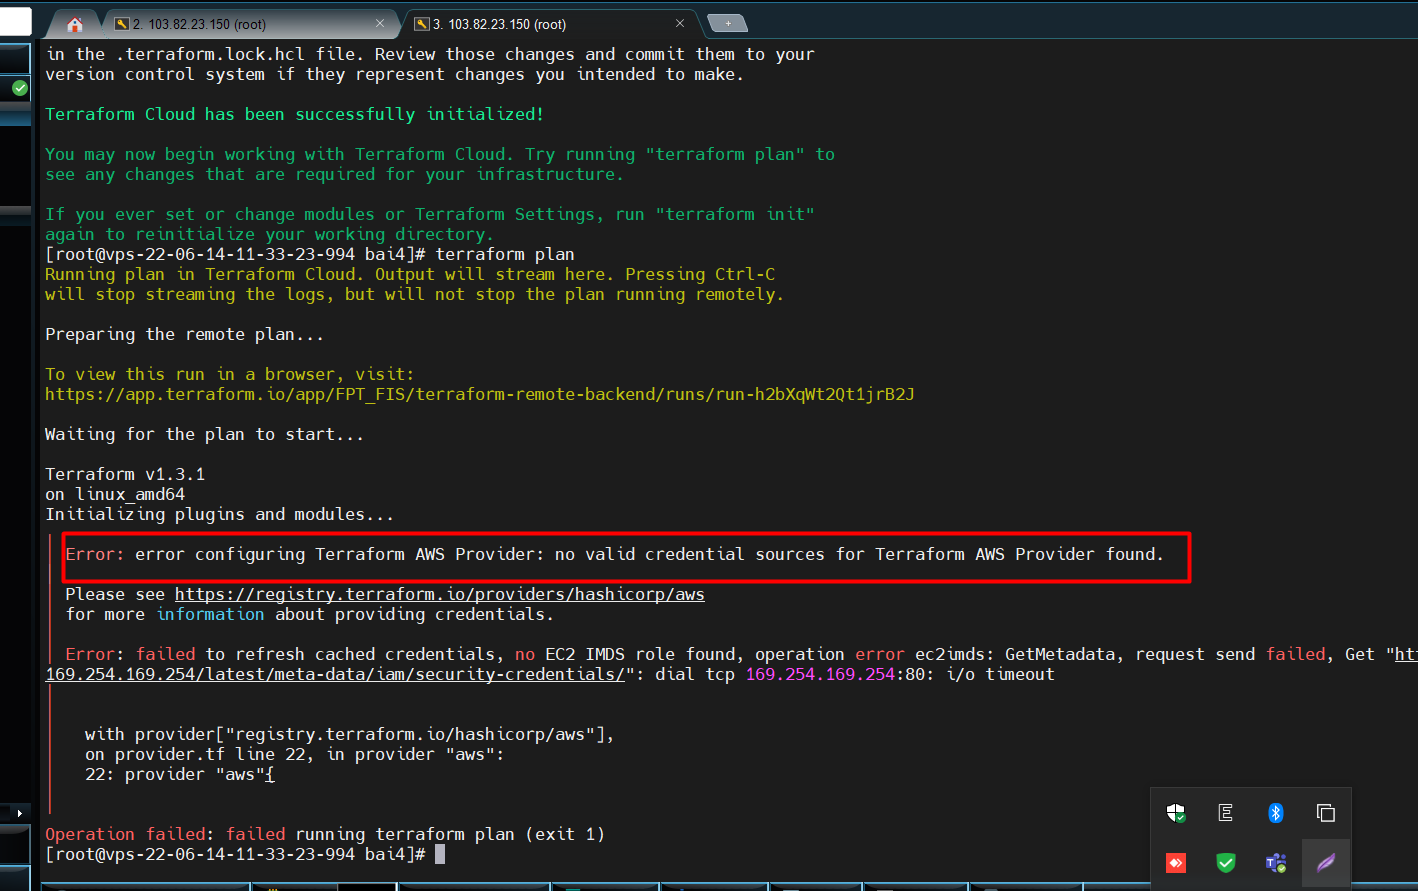 2. 103.82.23.150 (root)
3. 103.82.23.150 (root)
in the .terraform.lock.hcl file. Review those changes and commit them to your
version control system if they represent changes you intended to make.
Terraform Cloud has been successfully initialized!
You may now begin working with Terraform Cloud. Try running "terraform plan" to
see any changes that are required for your infrastructure.
If you ever set or change modules or Terraform Settings, run "terraform init"
again to reinitialize your working directory.
[root@vps-22-06-14-11-33-23-994 bai4]# terraform plan
Running plan in Terraform Cloud. Output will stream here. Pressing Ctrl-C
will stop streaming the logs, but will not stop the plan running remotely.
Preparing the remote plan...
To view this run in a browser, visit:
https://app.terraform.io/app/FPT_FIS/terraform-remote-backend/runs/run-h2bXqWt2Qt1jrB2J
Waiting for the plan to start...
Terraform v1.3.1
on linux_amd64
Initializing plugins and modules...
Error: error configuring Terraform AWS Provider: no valid credential sources for Terraform AWS Provider found.
Please see https://registry.terraform.io/providers/hashicorp/aws
for more information about providing credentials.
Error: failed to refresh cached credentials, no EC2 IMDS role found, operation error ec2imds: GetMetadata, request send failed, Get "
169.254.169.254/latest/meta-data/iam/security-credentials/": dial tcp 169.254.169.254:80: i/o timeout
with provider["registry.terraform.io/hashicorp/aws"],
on provider.tf line 22, in provider "aws":
22: provider "aws"{
Operation failed: failed running terraform plan (exit 1)
[root@vps-22-06-14-11-33-23-994 bai4]#